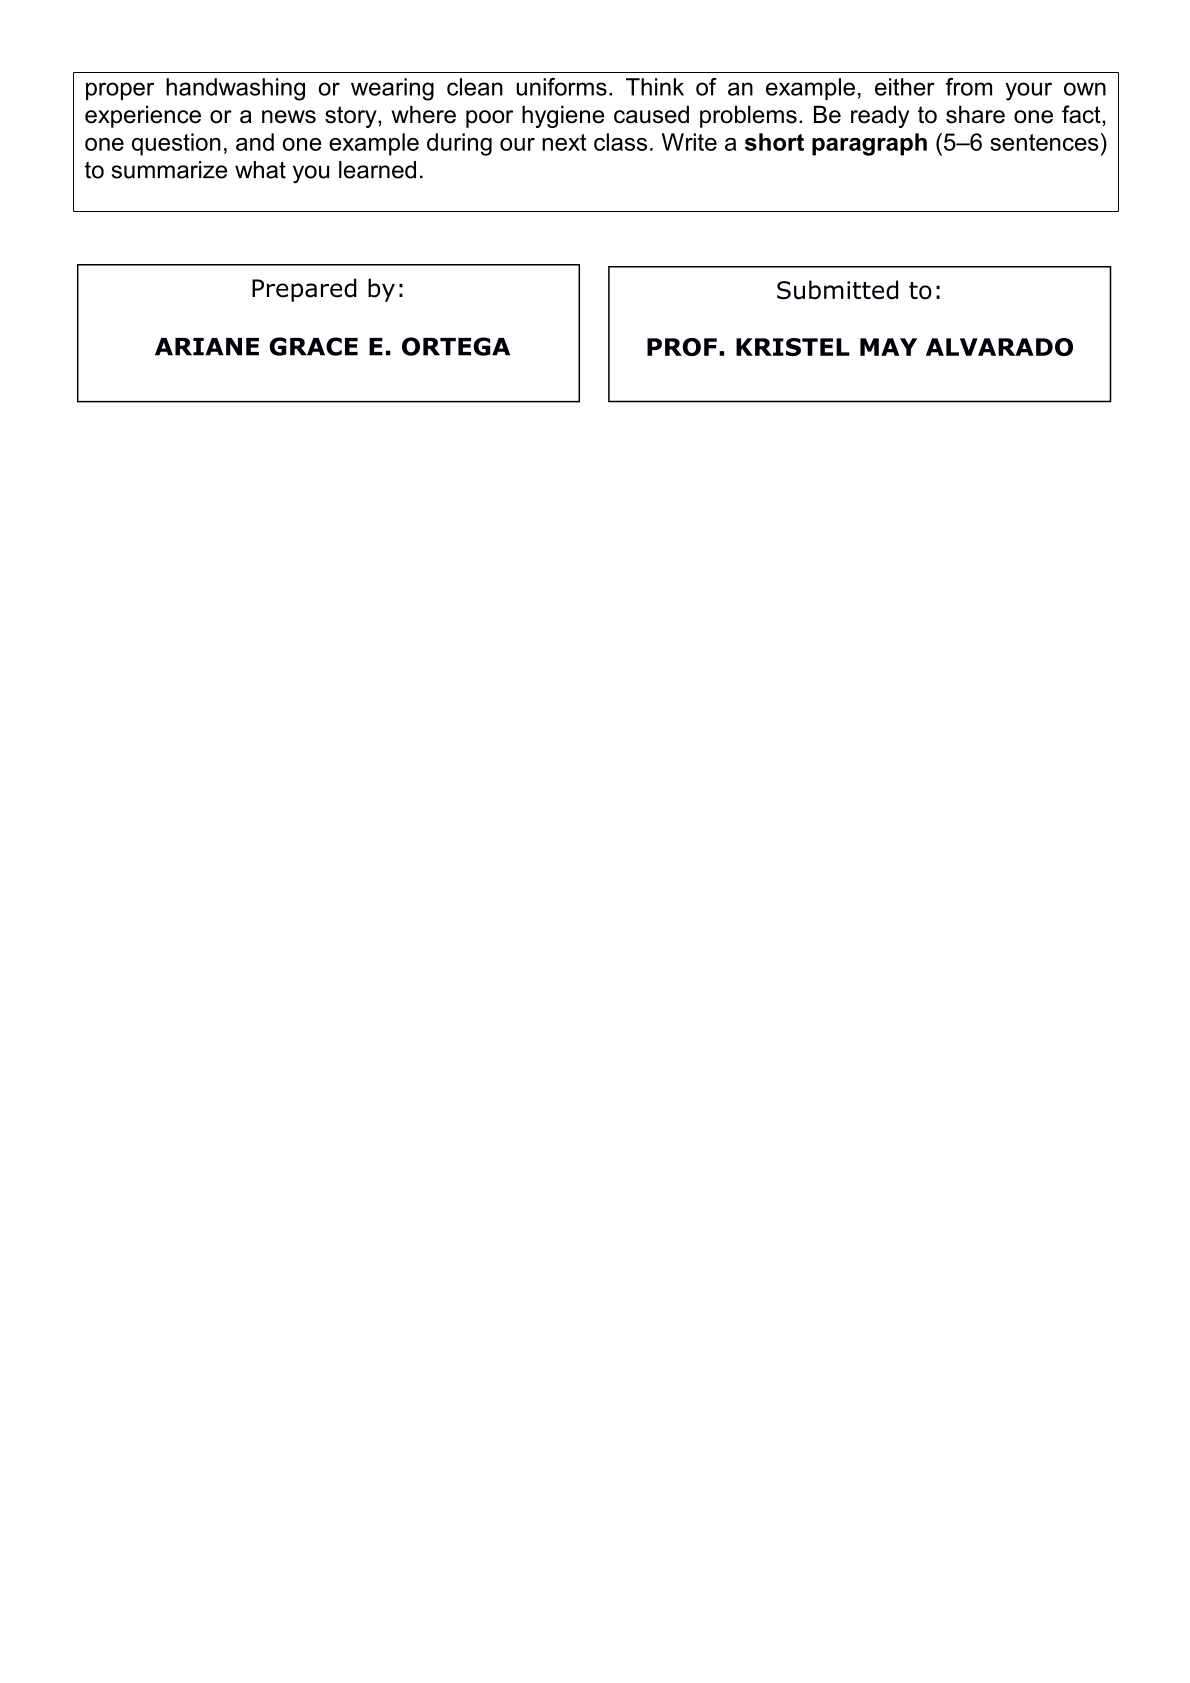 proper handwashing or wearing clean uniforms. Think of an example, either from your own
experience or a news story, where poor hygiene caused problems. Be ready to share one fact,
one question, and one example during our next class. Write a short paragraph (5–6 sentences)
to summarize what you learned.
Prepared by:
ARIANE GRACE E. ORTEGA
Submitted to:
PROF. KRISTEL MAY ALVARADO